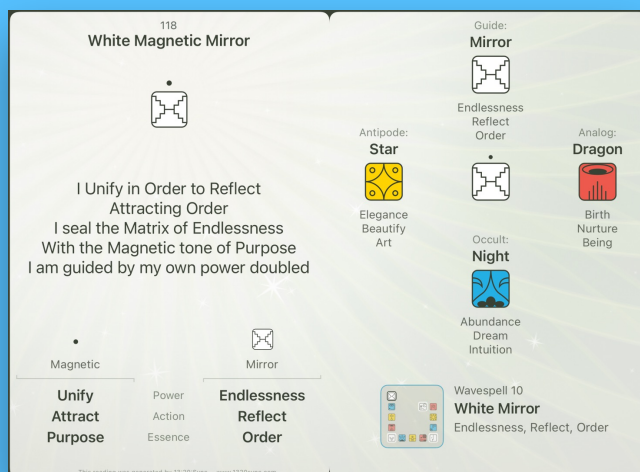 118
White Magnetic Mirror
I Unify in Order to Reflect
Attracting Order
I seal the Matrix of Endlessness
With the Magnetic tone of Purpose
I am guided by my own power doubled
Magnetic
Mirror
Unify
Power
Endlessness
Attract
Action
Reflect
Purpose
Essence
Order
Guide:
Mirror
Endlessness
Reflect
Order
Antipode:
Star
Elegance
Beautify
Art
Analog:
Dragon
Birth
Nurture
Being
Occult:
Night
Abundance
Dream
Intuition
Wavespell 10
White Mirror
Endlessness, Reflect, Order